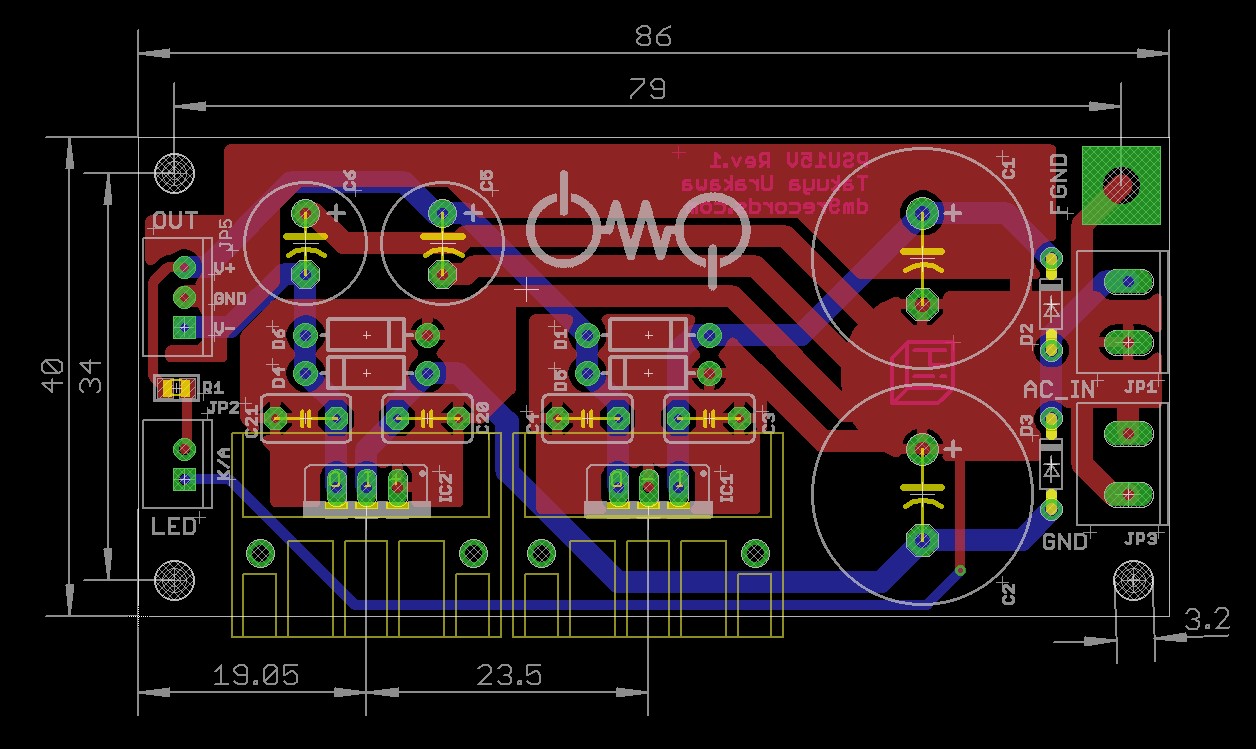 86
79
PSU15V Rev.1
Takuya Urakawa
dm9records.com
C6
C5
C1
FGND
OUT
JP5
V+
GND
V-
D6
D1
D2
40
34
D4
D5
AC_IN
JP1
R1
JP2
C21
C20
C4
C3
D3
K/A
IC2
IC1
LED
GND
JP3
C2
3.2
19.05
23.5